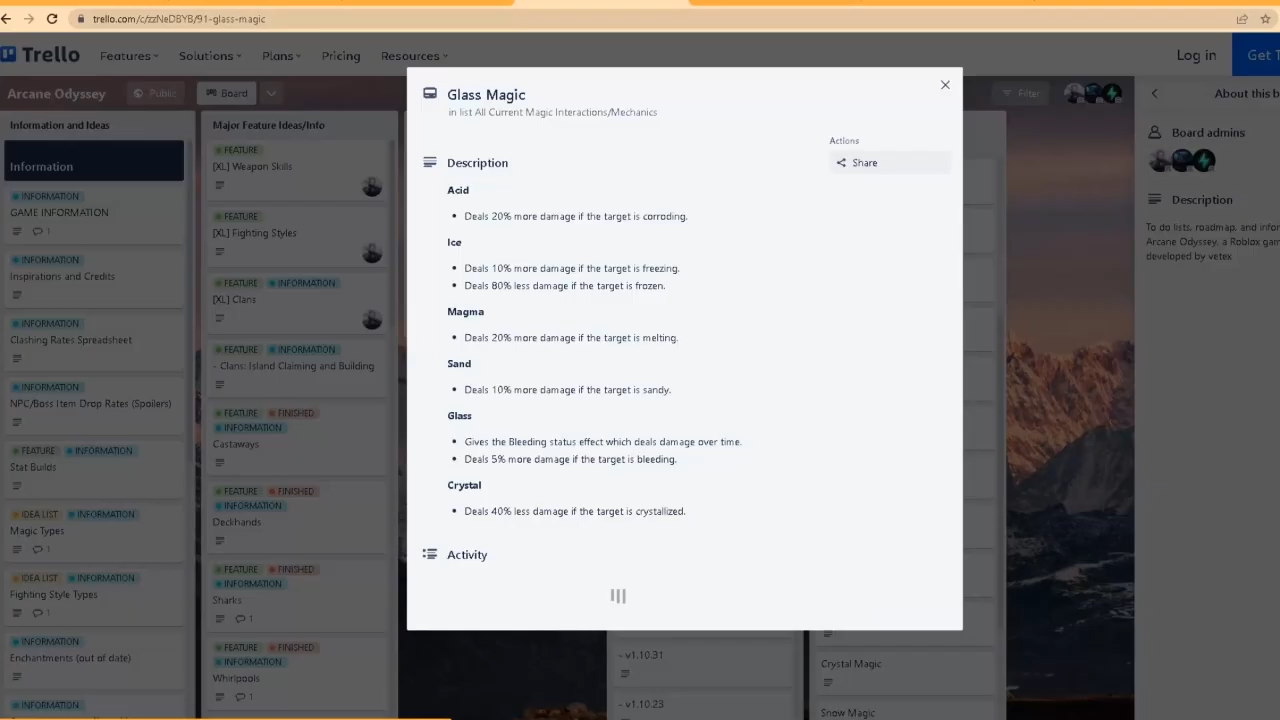 trello.com/c/zzNeDBYB/91-glass-magic
Trello
Features
Solutions
Plans
Pricing
Resources
Log in
Get T
Arcane Odyssey
Public
Board
Filter
About this b
Information and Ideas
Information
INFORMATION
GAME INFORMATION
1
INFORMATION
Inspirations and Credits
INFORMATION
Clashing Rates Spreadsheet
INFORMATION
NPC/Boss Item Drop Rates (Spoilers)
FEATURE INFORMATION
Stat Builds
IDEA LIST INFORMATION
Magic Types
1
IDEA LIST INFORMATION
Fighting Style Types
1
INFORMATION
Enchantments (out of date)
INFORMATION
Major Feature Ideas/Info
FEATURE
[XL] Weapon Skills
FEATURE
[XL] Fighting Styles
FEATURE INFORMATION
[XL] Clans
FEATURE INFORMATION
- Clans: Island Claiming and Building
FEATURE FINISHED
INFORMATION
Castaways
FEATURE FINISHED
INFORMATION
Deckhands
FEATURE FINISHED
INFORMATION
Sharks
1
FEATURE FINISHED
INFORMATION
Whirlpools
1
Glass Magic
in list All Current Magic Interactions/Mechanics
Actions
Share
Description
Acid
• Deals 20% more damage if the target is corroding.
Ice
• Deals 10% more damage if the target is freezing.
• Deals 80% less damage if the target is frozen.
Magma
• Deals 20% more damage if the target is melting.
Sand
• Deals 10% more damage if the target is sandy.
Glass
• Gives the Bleeding status effect which deals damage over time.
• Deals 5% more damage if the target is bleeding.
Crystal
• Deals 40% less damage if the target is crystallized.
Activity
- v1.10.31
- v1.10.23
Crystal Magic
Snow Magic
Board admins
Description
To do lists, roadmap, and infor
Arcane Odyssey, a Roblox gam
developed by vetex